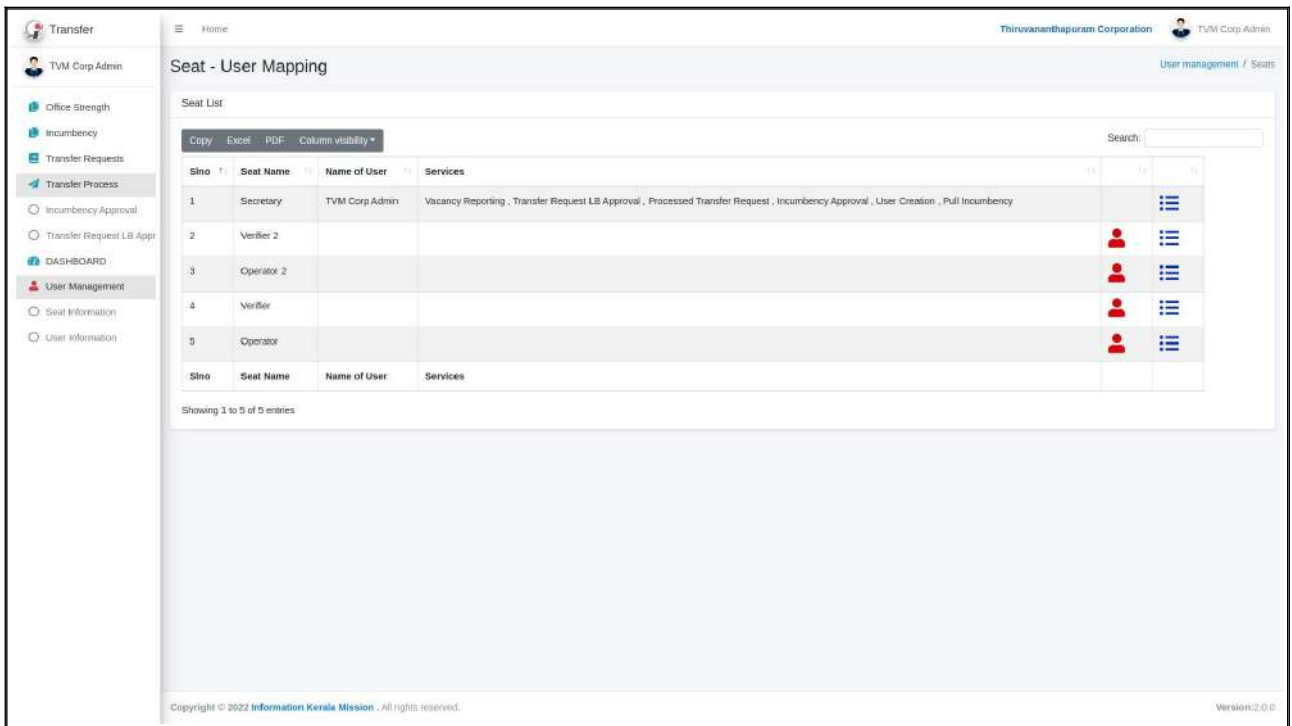 Transfer
Home
Thiruvananthapuram Corporation
TVM Corp Admin
TVM Corp Admin
Seat - User Mapping
User management / Seats
Office Strength
Incumbency
Transfer Requests
Transfer Process
Incumbency Approval
Transfer Request LB Appr
DASHBOARD
User Management
Seat Information
User Information
Seat List
Copy Excel PDF Column visibility
Search:
Slno Seat Name Name of User Services
1 Secretary TVM Corp Admin Vacancy Reporting , Transfer Request LB Approval , Processed Transfer Request , Incumbency Approval , User Creation , Pull Incumbency
2 Verifier 2
3 Operator 2
4 Verifier
5 Operator
Slno Seat Name Name of User Services
Showing 1 to 5 of 5 entries
Copyright © 2022 Information Kerala Mission . All rights reserved.
Version:2.0.0